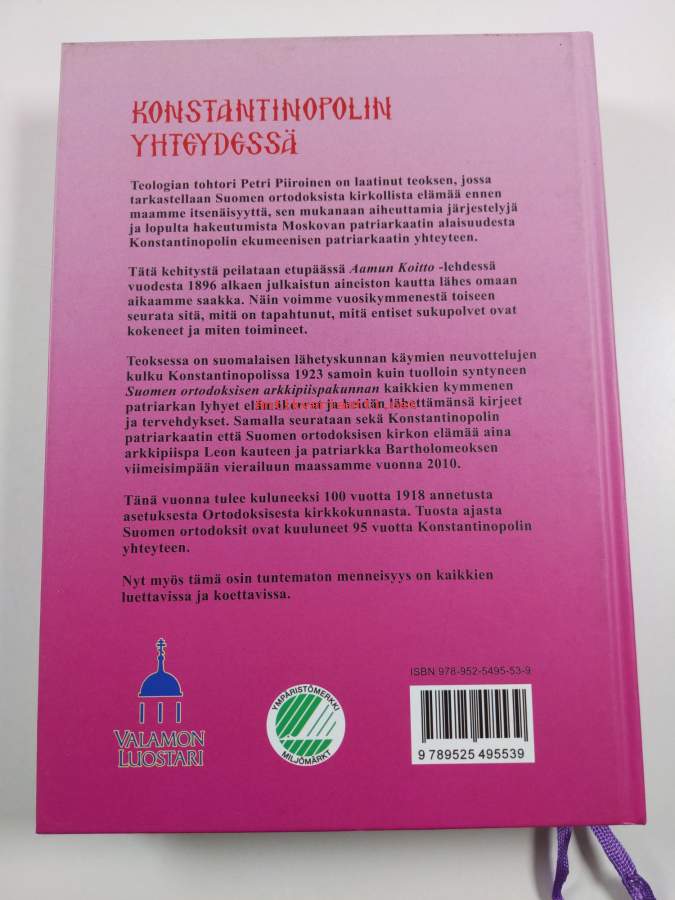 KONSTANTINOPOLIN
YHTEYDESSÄ
Teologian tohtori Petri Piiroinen on laatinut teoksen, jossa
tarkastellaan Suomen ortodoksista kirkollista elämää ennen
maamme itsenäisyyttä, sen mukanaan aiheuttamia järjestelyjä
ja lopulta hakeutumista Moskovan patriarkaatin alaisuudesta
Konstantinopolin ekumeenisen patriarkaatin yhteyteen.
Tätä kehitystä peilataan etupäässä Aamun Koitto -lehdessä
vuodesta 1896 alkaen julkaistun aineiston kautta lähes omaan
aikaamme saakka. Näin voimme vuosikymmenestä toiseen
seurata sitä, mitä on tapahtunut, mitä entiset sukupolvet ovat
kokeneet ja miten toimineet.
Teoksessa on suomalaisen lähetyskunnan käymien neuvottelujen
kulku Konstantinopolissa 1923 samoin kuin tuolloin syntyneen
Suomen ortodoksisen arkkipiispakunnan kaikkien kymmenen
patriarkan lyhyet elämäkerrat ja heidän lähettämänsä kirjeet
ja tervehdykset. Samalla seurataan sekä Konstantinopolin
patriarkaatin että Suomen ortodoksisen kirkon elämää aina
arkkipiispa Leon kauteen ja patriarkka Bartholomeoksen
viimeisimpään vierailuun maassamme vuonna 2010.
Tänä vuonna tulee kuluneeksi 100 vuotta 1918 annetusta
asetuksesta Ortodoksisesta kirkkokunnasta. Tuosta ajasta
Suomen ortodoksit ovat kuuluneet 95 vuotta Konstantinopolin
yhteyteen.
Nyt myös tämä osin tuntematon menneisyys on kaikkien
luettavissa ja koettavissa.
VALAMON
LUOSTARI
YMPÄRISTÖMERKKI
MILJÖMÄRKT
ISBN 978-952-5495-53-9
9 789525 495539